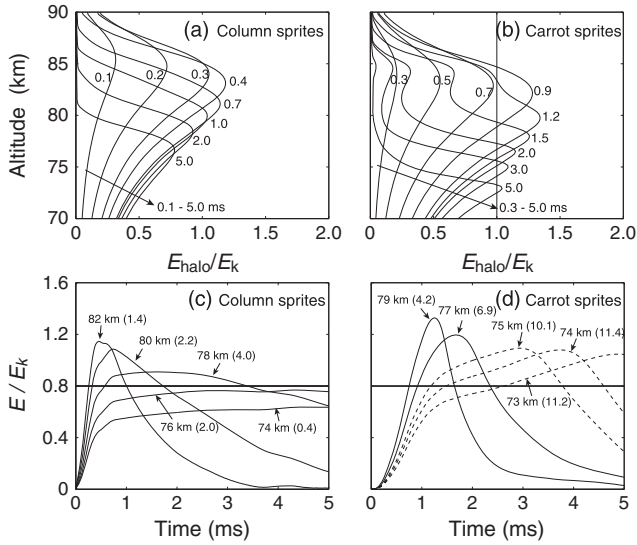 (a) Column sprites
(b) Carrot sprites
Altitude (km)
90
85
80
75
70
0.1
0.2
0.3
0.4
0.7
1.0
2.0
5.0
0.1 - 5.0 ms
0.3
0.5
0.7
0.9
1.2
1.5
2.0
3.0
5.0
0.3 - 5.0 ms
0 0.5 1.0 1.5 2.0
0 0.5 1.0 1.5 2.0
E_halo/E_k
E_halo/E_k
(c) Column sprites
(d) Carrot sprites
E / E_k
1.6
1.2
0.8
0.4
0
82 km (1.4)
80 km (2.2)
78 km (4.0)
76 km (2.0)
74 km (0.4)
79 km (4.2)
77 km (6.9)
75 km (10.1)
74 km (11.4)
73 km (11.2)
0 1 2 3 4 5
0 1 2 3 4 5
Time (ms)
Time (ms)